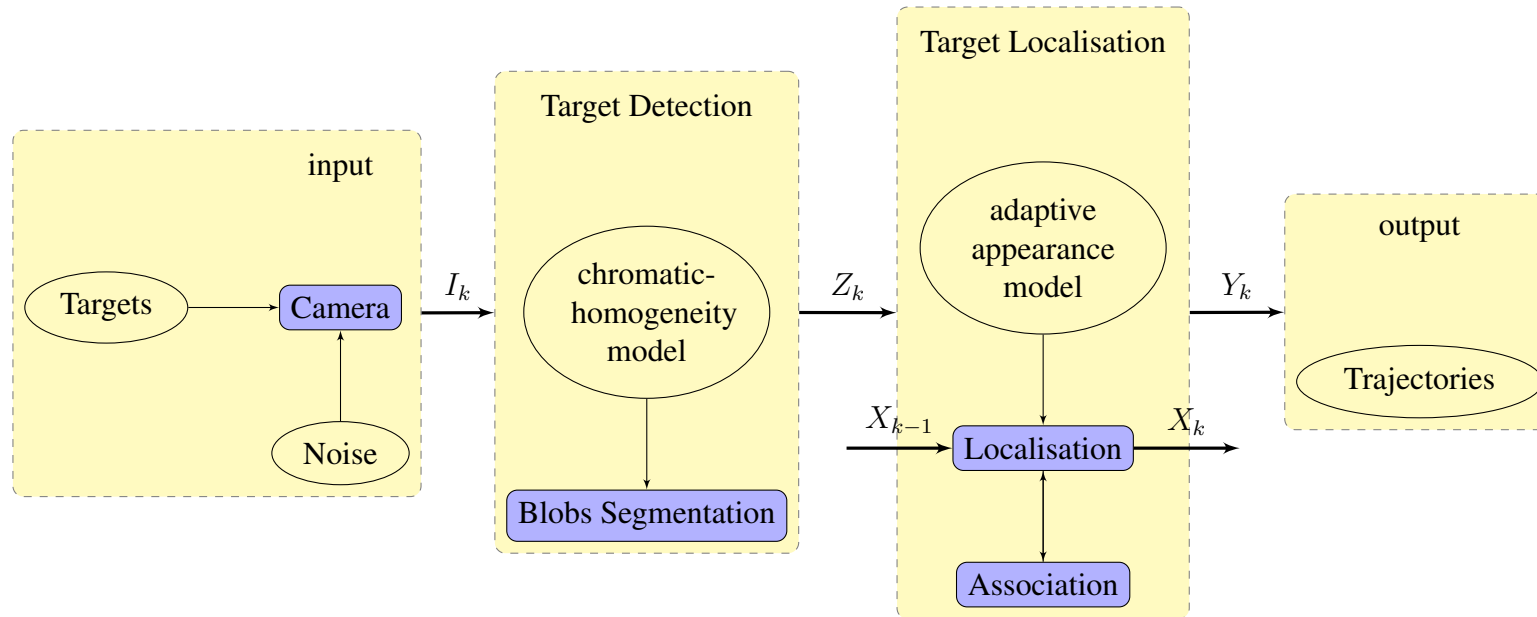 input
Targets
Camera
Noise
I_k
Target Detection
chromatic-
homogeneity
model
Blobs Segmentation
Z_k
Target Localisation
adaptive
appearance
model
X_{k−1}
Localisation
X_k
Association
Y_k
output
Trajectories